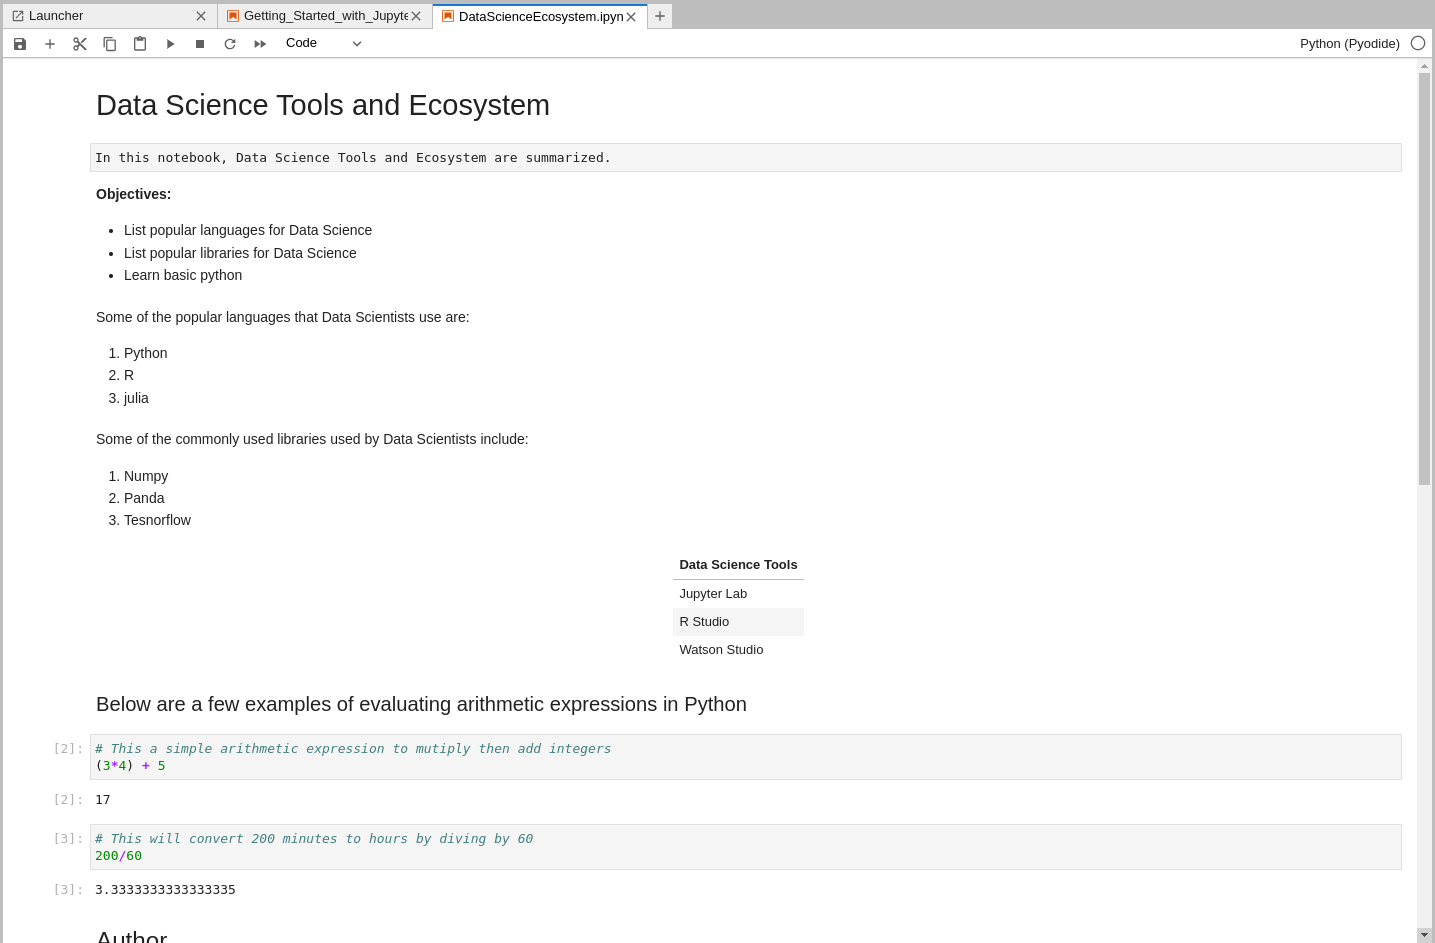 Launcher
Getting_Started_with_Jupyte
DataScienceEcosystem.ipyn
Code
Python (Pyodide)
Data Science Tools and Ecosystem
In this notebook, Data Science Tools and Ecosystem are summarized.
Objectives:
• List popular languages for Data Science
• List popular libraries for Data Science
• Learn basic python
Some of the popular languages that Data Scientists use are:
1. Python
2. R
3. julia
Some of the commonly used libraries used by Data Scientists include:
1. Numpy
2. Panda
3. Tesnorflow
Data Science Tools
Jupyter Lab
R Studio
Watson Studio
Below are a few examples of evaluating arithmetic expressions in Python
[2]: # This a simple arithmetic expression to mutiply then add integers
(3*4) + 5
[2]: 17
[3]: # This will convert 200 minutes to hours by diving by 60
200/60
[3]: 3.3333333333333335
Author